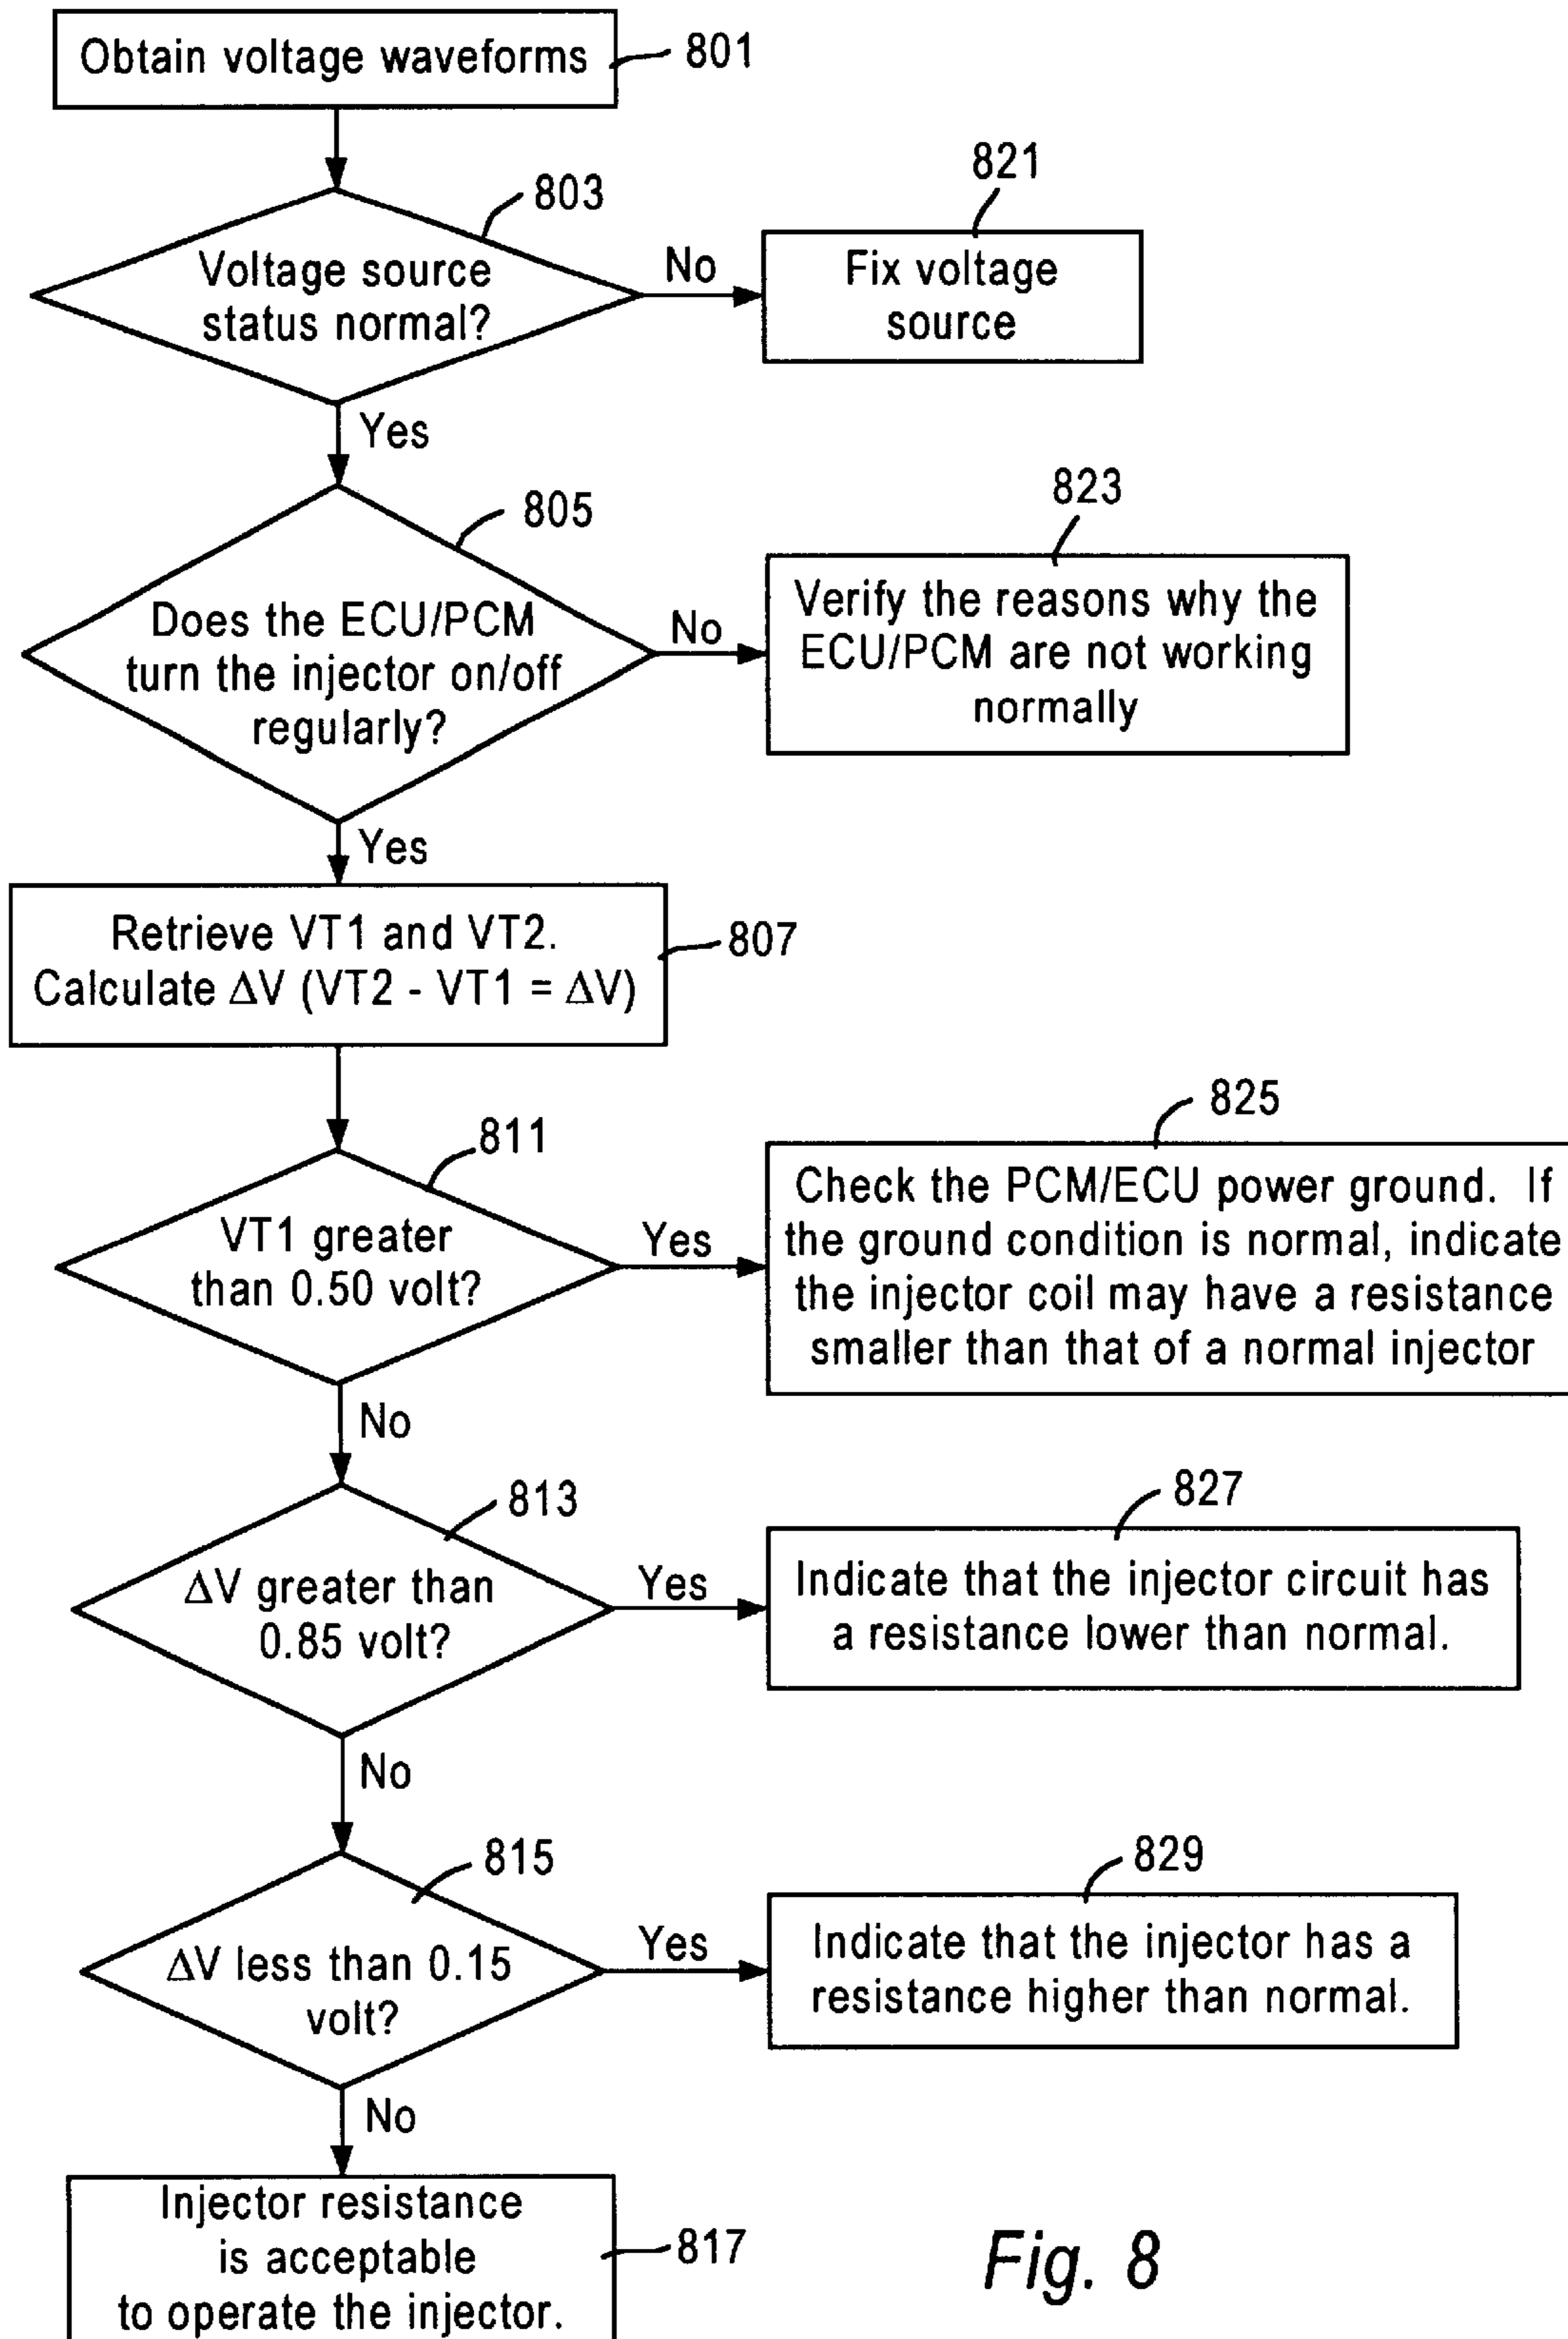 Obtain voltage waveforms
801
803
Voltage source
status normal?
No
821
Fix voltage
source
Yes
805
Does the ECU/PCM
turn the injector on/off
regularly?
No
823
Verify the reasons why the
ECU/PCM are not working
normally
Yes
Retrieve VT1 and VT2.
Calculate ΔV (VT2 - VT1 = ΔV)
807
811
VT1 greater
than 0.50 volt?
Yes
825
Check the PCM/ECU power ground. If
the ground condition is normal, indicate
the injector coil may have a resistance
smaller than that of a normal injector
No
813
ΔV greater than
0.85 volt?
Yes
827
Indicate that the injector circuit has
a resistance lower than normal.
No
815
ΔV less than 0.15
volt?
Yes
829
Indicate that the injector has a
resistance higher than normal.
No
Injector resistance
is acceptable
to operate the injector.
817
Fig. 8